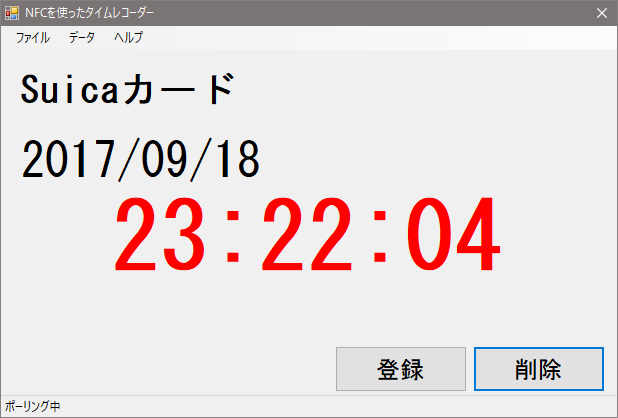 NFCを使ったタイムレコーダー
ファイル データ ヘルプ
Suicaカード
2017/09/18
23:22:04
登録 削除
ポーリング中